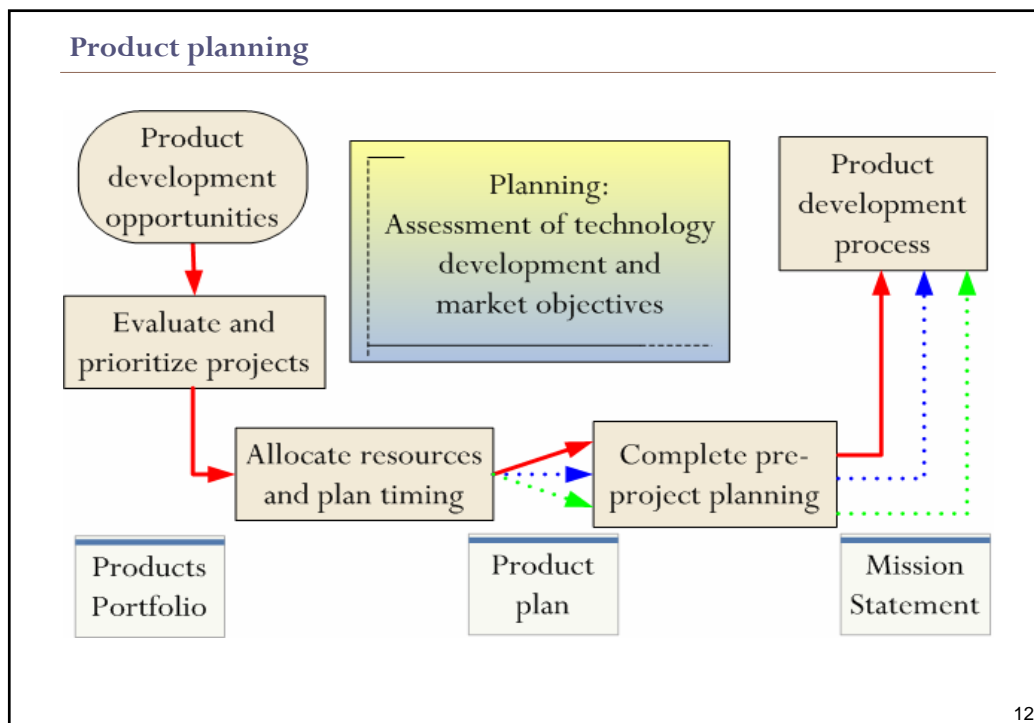 Product planning
Product
development
opportunities
Planning:
Assessment of technology
development and
market objectives
Product
development
process
Evaluate and
prioritize projects
Allocate resources
and plan timing
Complete pre-
project planning
Products
Portfolio
Product
plan
Mission
Statement
12